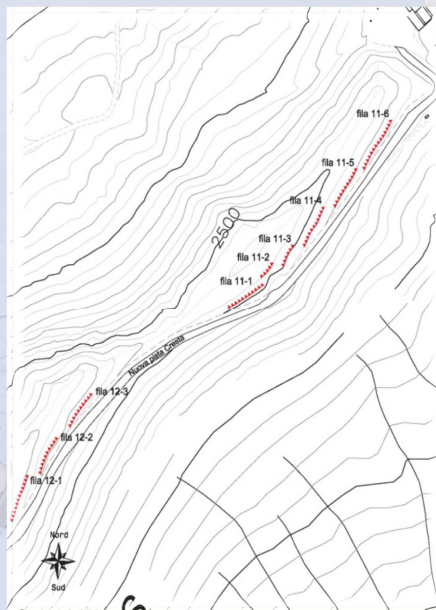 fila 11-6
fila 11-5
fila 11-4
2500
fila 11-3
fila 11-2
fila 11-1
Nuova pista Cresta
fila 12-3
fila 12-2
fila 12-1
Nord
Sud